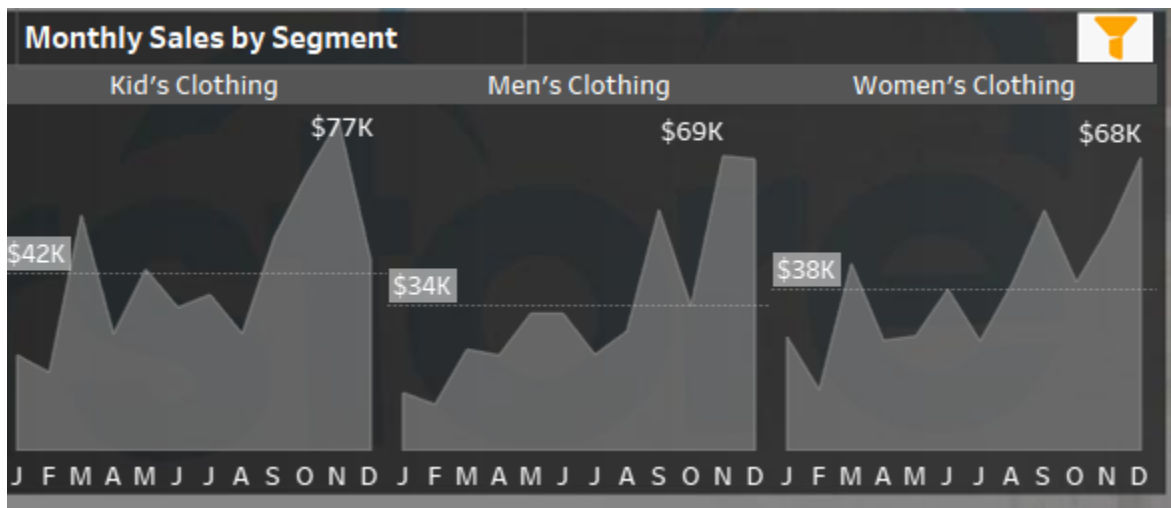 Monthly Sales by Segment
Kid's Clothing Men's Clothing Women's Clothing
$77K $69K $68K
$42K $34K $38K
J F M A M J J A S O N D J F M A M J J A S O N D J F M A M J J A S O N D